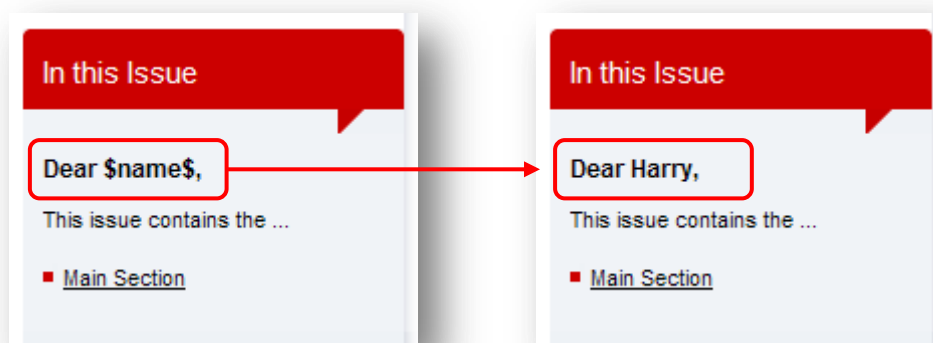 In this Issue
Dear $name$,
This issue contains the ...
Main Section
In this Issue
Dear Harry,
This issue contains the ...
Main Section